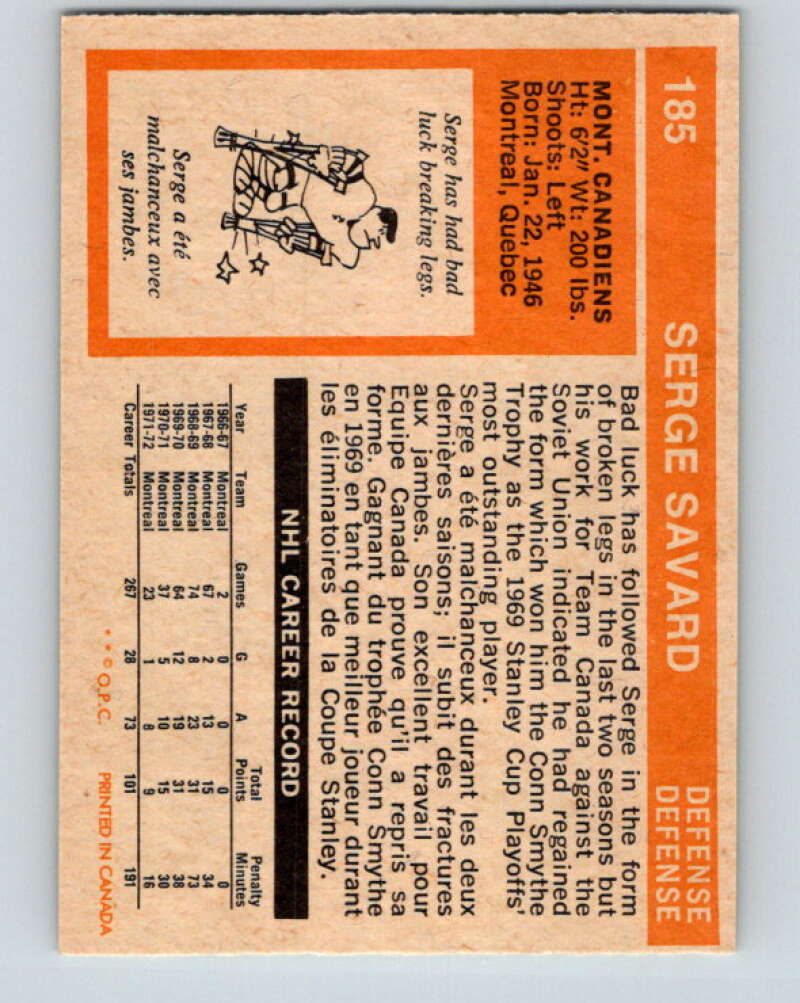 185 SERGE SAVARD DEFENSE
DEFENSE
MONT. CANADIENS
Ht: 6'2" Wt: 200 lbs.
Shoots: Left
Born: Jan. 22, 1946
Montreal, Quebec
Serge has had bad
luck breaking legs.
Serge a été
malchanceux avec
ses jambes.
Bad luck has followed Serge in the form
of broken legs in the last two seasons but
his work for Team Canada against the
Soviet Union indicated he had regained
the form which won him the Conn Smythe
Trophy as the 1969 Stanley Cup Playoffs'
most outstanding player.
Serge a été malchanceux durant les deux
dernières saisons; il subit des fractures
aux jambes. Son excellent travail pour
Equipe Canada prouve qu'il a repris sa
forme. Gagnant du trophée Conn Smythe
en 1969 en tant que meilleur joueur durant
les éliminatoires de la Coupe Stanley.
NHL CAREER RECORD
Year Team Games G A Total Points Penalty Minutes
1966-67 Montreal 2 0 0 0 0
1967-68 Montreal 67 2 13 15 34
1968-69 Montreal 74 8 23 31 73
1969-70 Montreal 64 12 19 31 38
1970-71 Montreal 37 5 10 15 30
1971-72 Montreal 23 1 8 9 16
Career Totals 267 28 73 101 191
* * © O.P.C. PRINTED IN CANADA